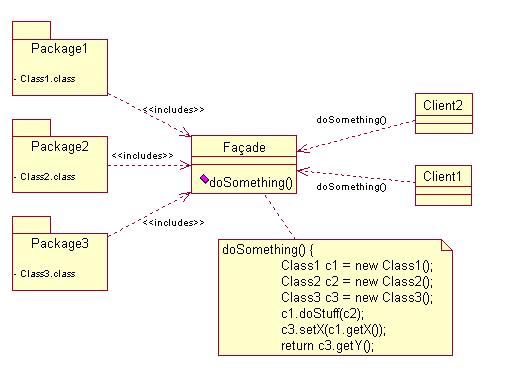 Package1
- Class1.class
<<includes>>
Package2
- Class2.class
<<includes>>
Package3
- Class3.class
<<includes>>
Façade
doSomething()
Client2
doSomething()
Client1
doSomething()
doSomething() {
Class1 c1 = new Class1();
Class2 c2 = new Class2();
Class3 c3 = new Class3();
c1.doStuff(c2);
c3.setX(c1.getX());
return c3.getY();